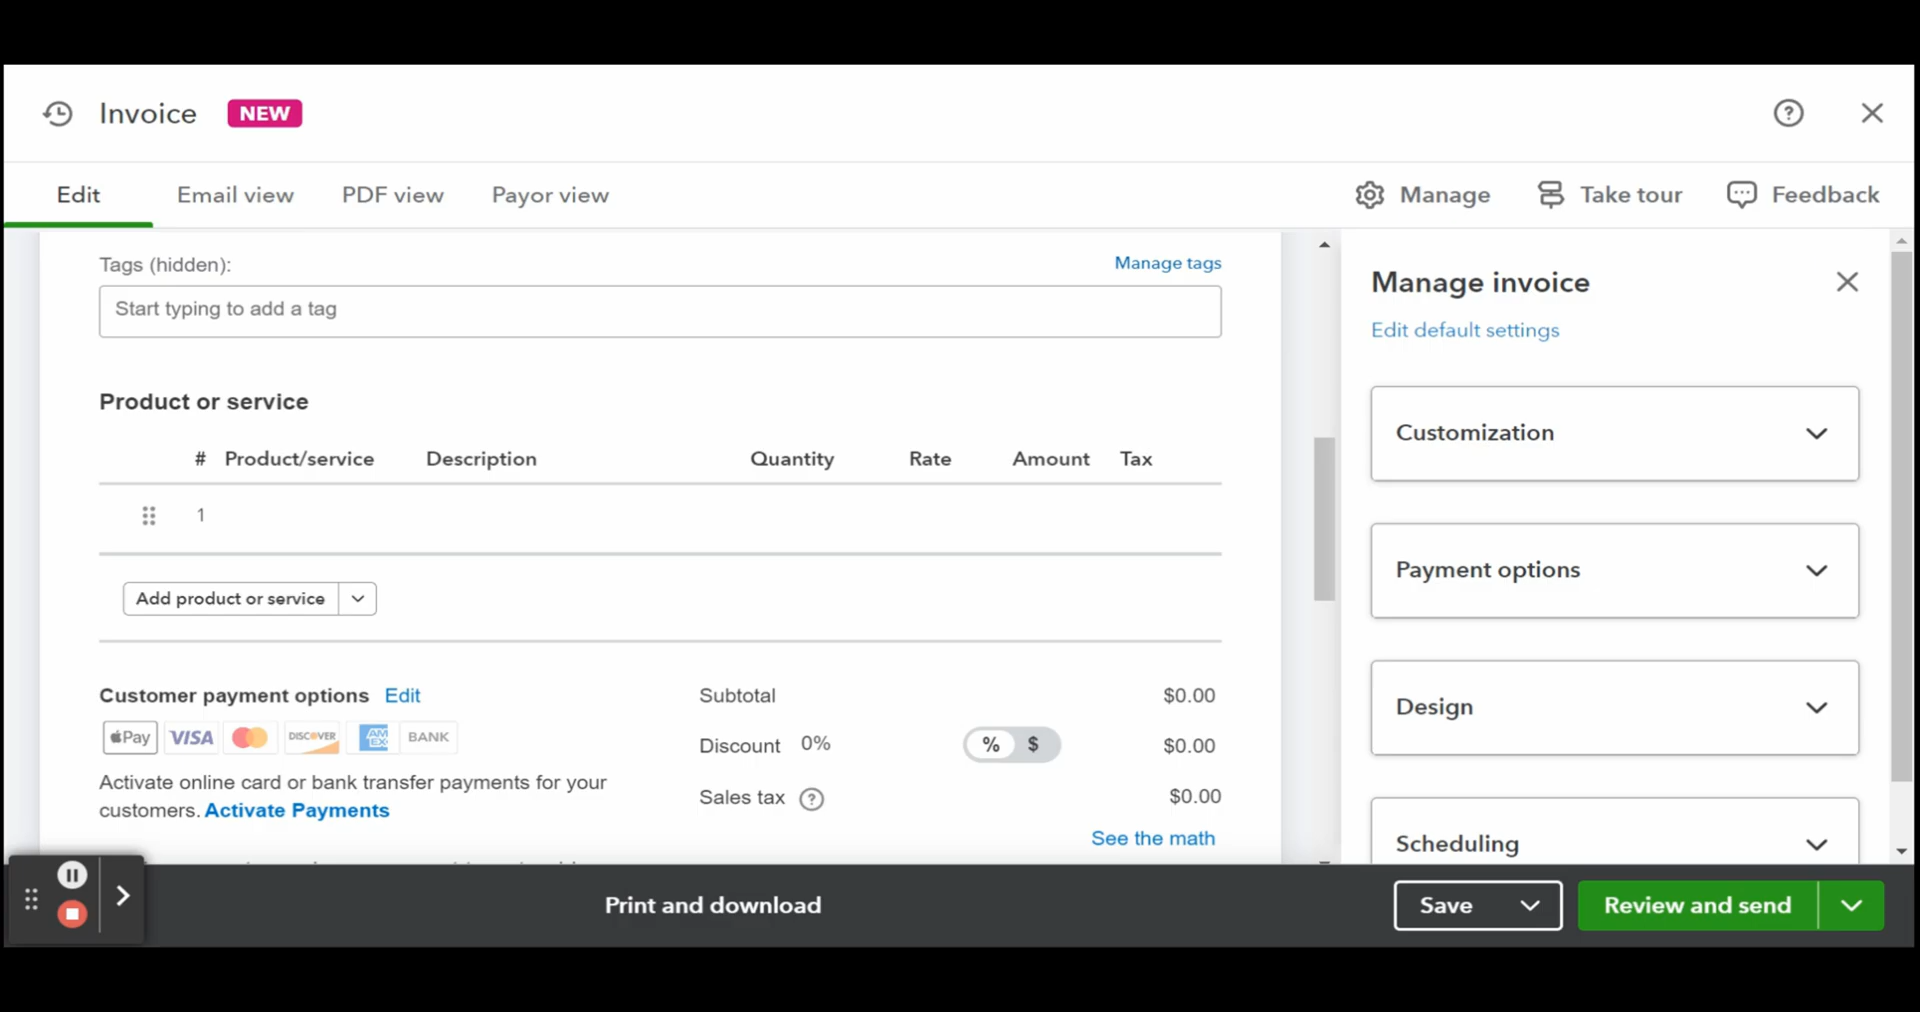 Invoice NEW
Edit Email view PDF view Payor view Manage Take tour Feedback
Tags (hidden): Manage tags
Start typing to add a tag
Product or service
# Product/service Description Quantity Rate Amount Tax
1
Add product or service
Customer payment options Edit
Pay VISA DISCOVER AM EX BANK
Activate online card or bank transfer payments for your
customers. Activate Payments
Subtotal $0.00
Discount 0% % $ $0.00
Sales tax ? $0.00
See the math
Manage invoice
Edit default settings
Customization
Payment options
Design
Scheduling
Print and download
Save
Review and send